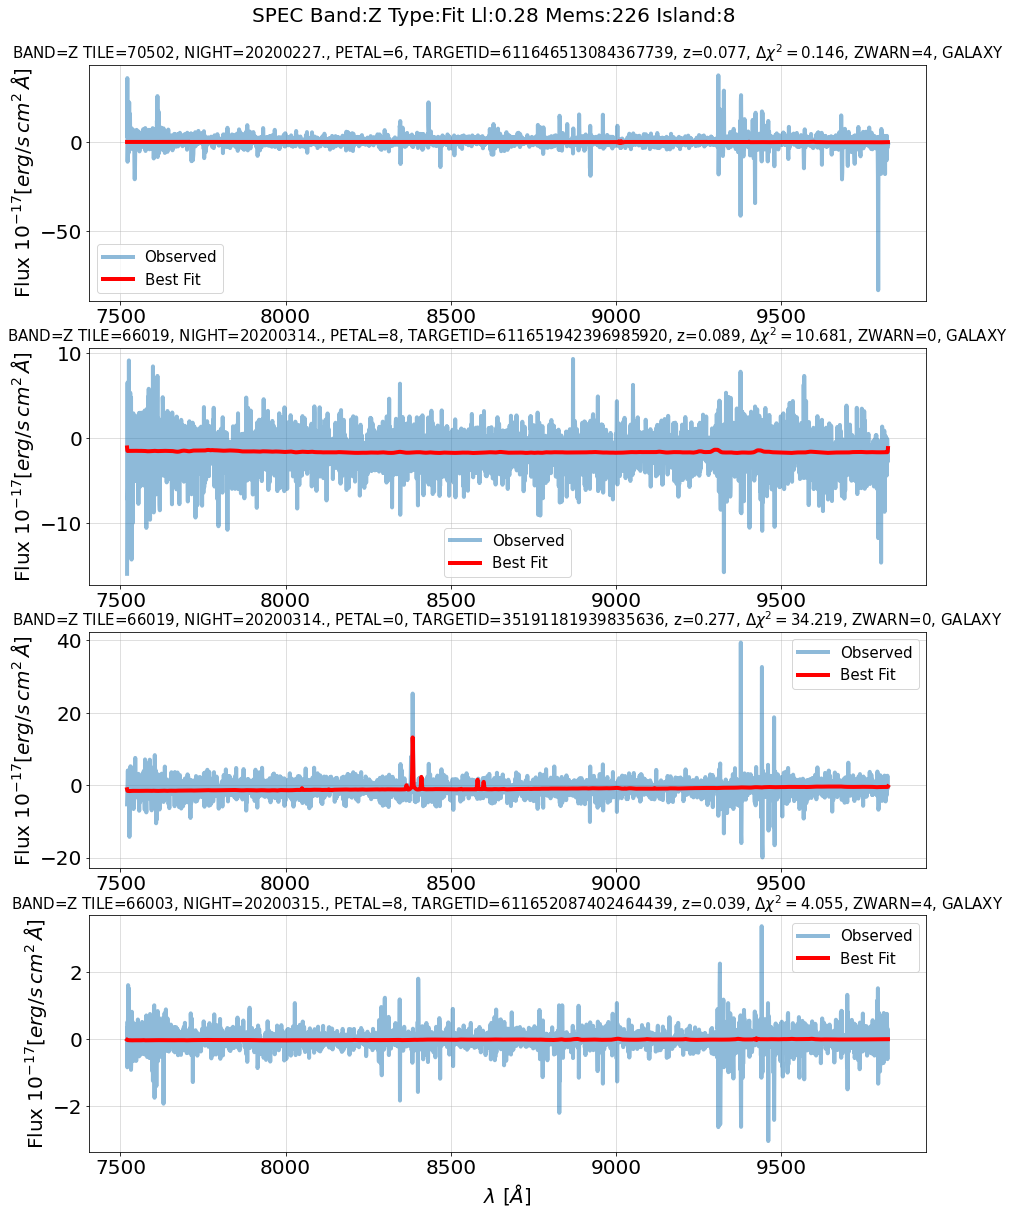 SPEC Band:Z Type:Fit Ll:0.28 Mems:226 Island:8
BAND=Z TILE=70502, NIGHT=20200227., PETAL=6, TARGETID=611646513084367739, z=0.077, Δχ² = 0.146, ZWARN=4, GALAXY
Flux 10⁻¹⁷[erg/s cm² Å]
0
−50
Observed
Best Fit
7500 8000 8500 9000 9500
BAND=Z TILE=66019, NIGHT=20200314., PETAL=8, TARGETID=611651942396985920, z=0.089, Δχ² = 10.681, ZWARN=0, GALAXY
Flux 10⁻¹⁷[erg/s cm² Å]
10
0
−10
Observed
Best Fit
7500 8000 8500 9000 9500
BAND=Z TILE=66019, NIGHT=20200314., PETAL=0, TARGETID=35191181939835636, z=0.277, Δχ² = 34.219, ZWARN=0, GALAXY
Flux 10⁻¹⁷[erg/s cm² Å]
40
20
0
−20
Observed
Best Fit
7500 8000 8500 9000 9500
BAND=Z TILE=66003, NIGHT=20200315., PETAL=8, TARGETID=611652087402464439, z=0.039, Δχ² = 4.055, ZWARN=4, GALAXY
Flux 10⁻¹⁷[erg/s cm² Å]
2
0
−2
Observed
Best Fit
7500 8000 8500 9000 9500
λ [Å]